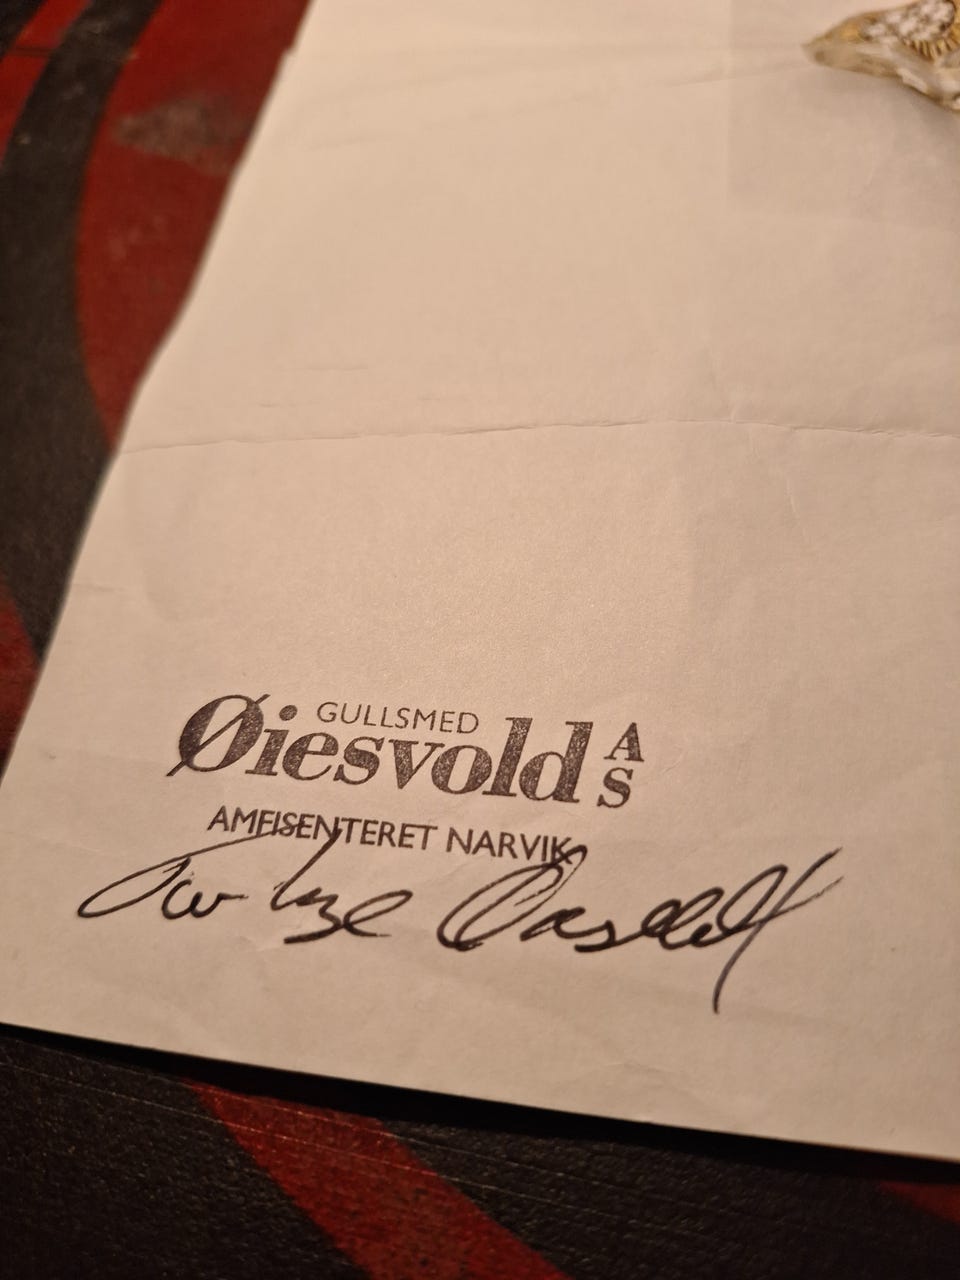 GULLSMED
Øiesvold AS
AMFISENTERET NARVIK